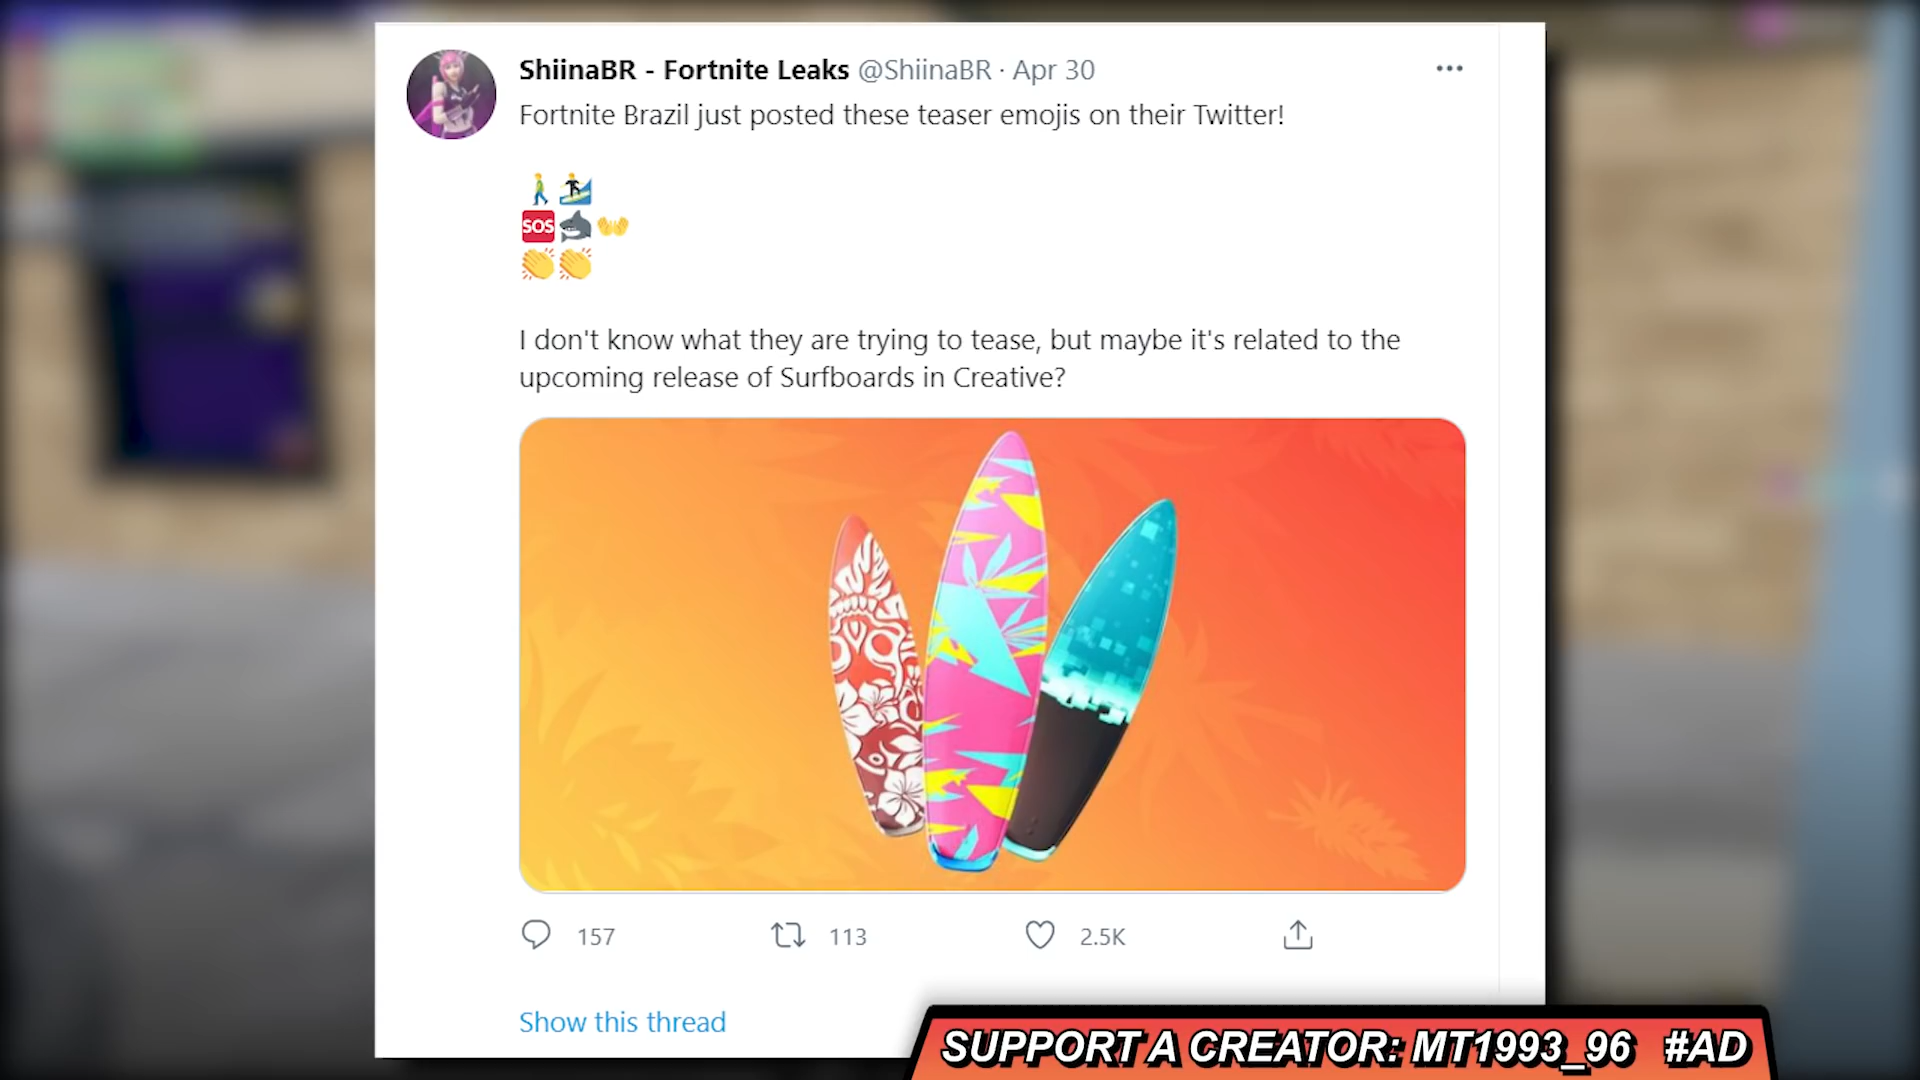 ShiinaBR - Fortnite Leaks @ShiinaBR · Apr 30
Fortnite Brazil just posted these teaser emojis on their Twitter!
SOS
I don't know what they are trying to tease, but maybe it's related to the
upcoming release of Surfboards in Creative?
157 113 2.5K
Show this thread
SUPPORT A CREATOR: MT1993_96 #AD